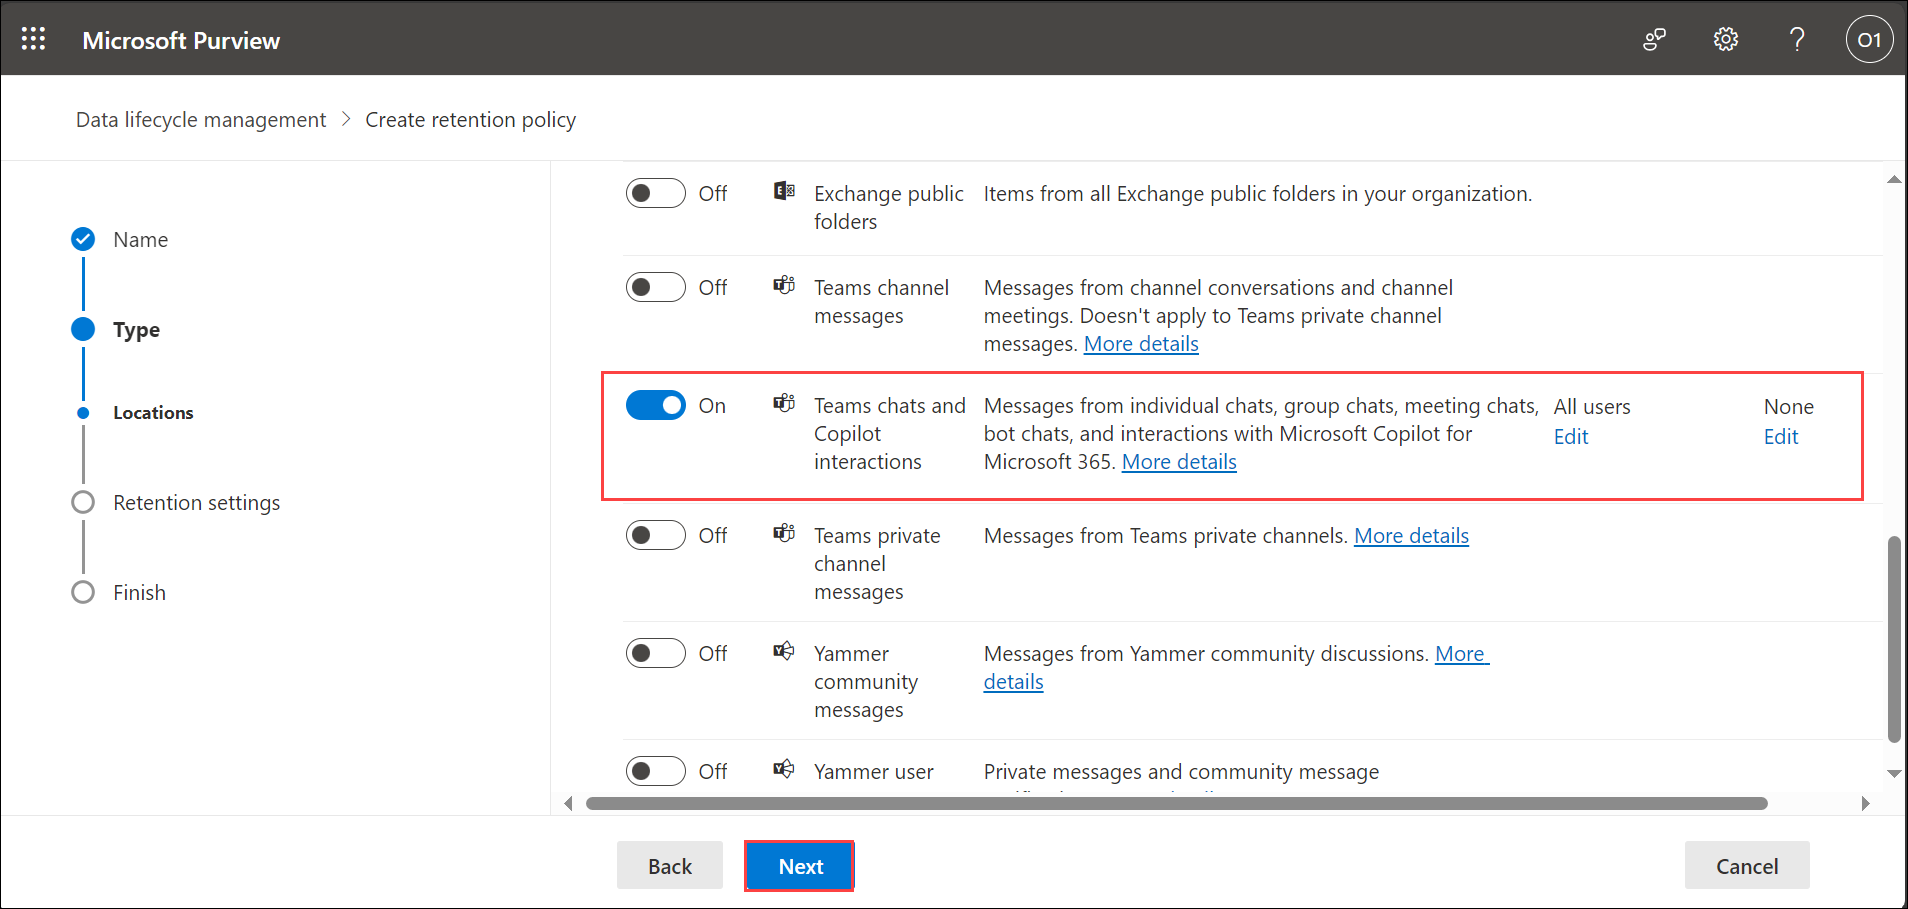 Microsoft Purview
O1
Data lifecycle management > Create retention policy
Name
Type
Locations
Retention settings
Finish
Off
Exchange public
folders
Items from all Exchange public folders in your organization.
Off
Teams channel
messages
Messages from channel conversations and channel
meetings. Doesn't apply to Teams private channel
messages. More details
On
Teams chats and
Copilot
interactions
Messages from individual chats, group chats, meeting chats,
bot chats, and interactions with Microsoft Copilot for
Microsoft 365. More details
All users
Edit
None
Edit
Off
Teams private
channel
messages
Messages from Teams private channels. More details
Off
Yammer
community
messages
Messages from Yammer community discussions. More
details
Off
Yammer user
Private messages and community message
Back
Next
Cancel